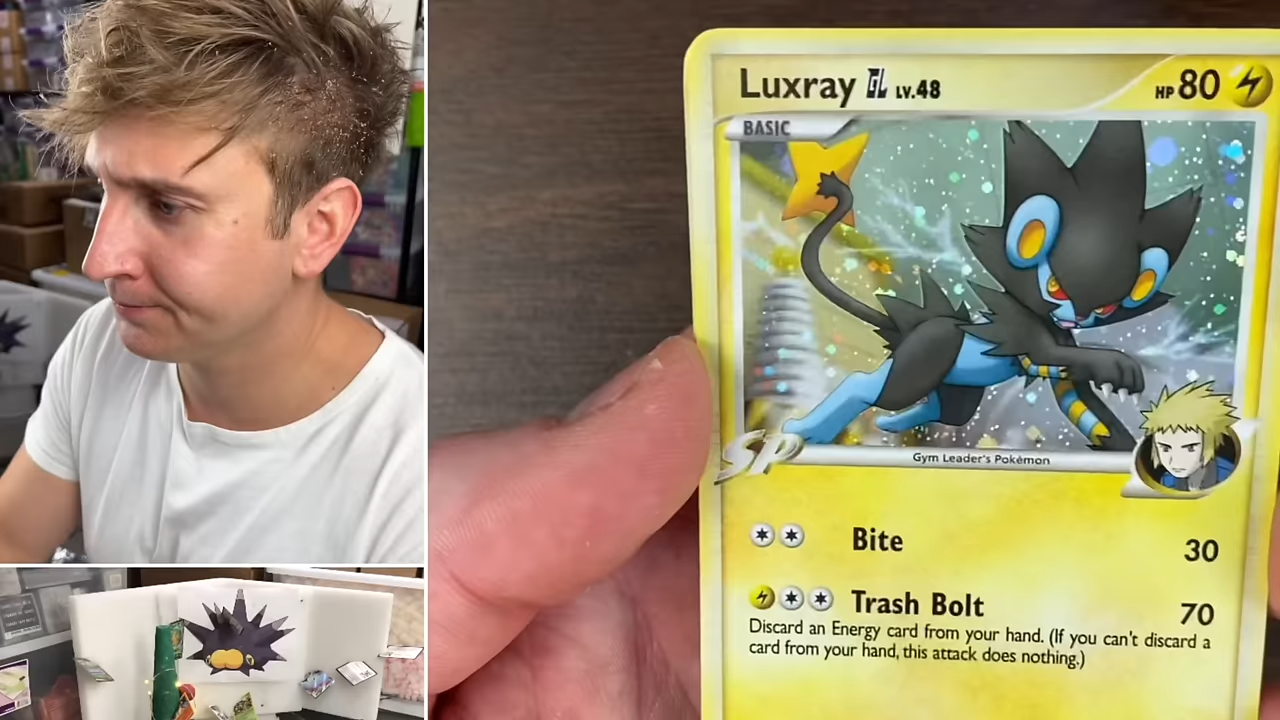 Luxray GL LV.48 HP 80
BASIC
SP
Gym Leader's Pokémon
Bite 30
Trash Bolt 70
Discard an Energy card from your hand. (If you can't discard a
card from your hand, this attack does nothing.)